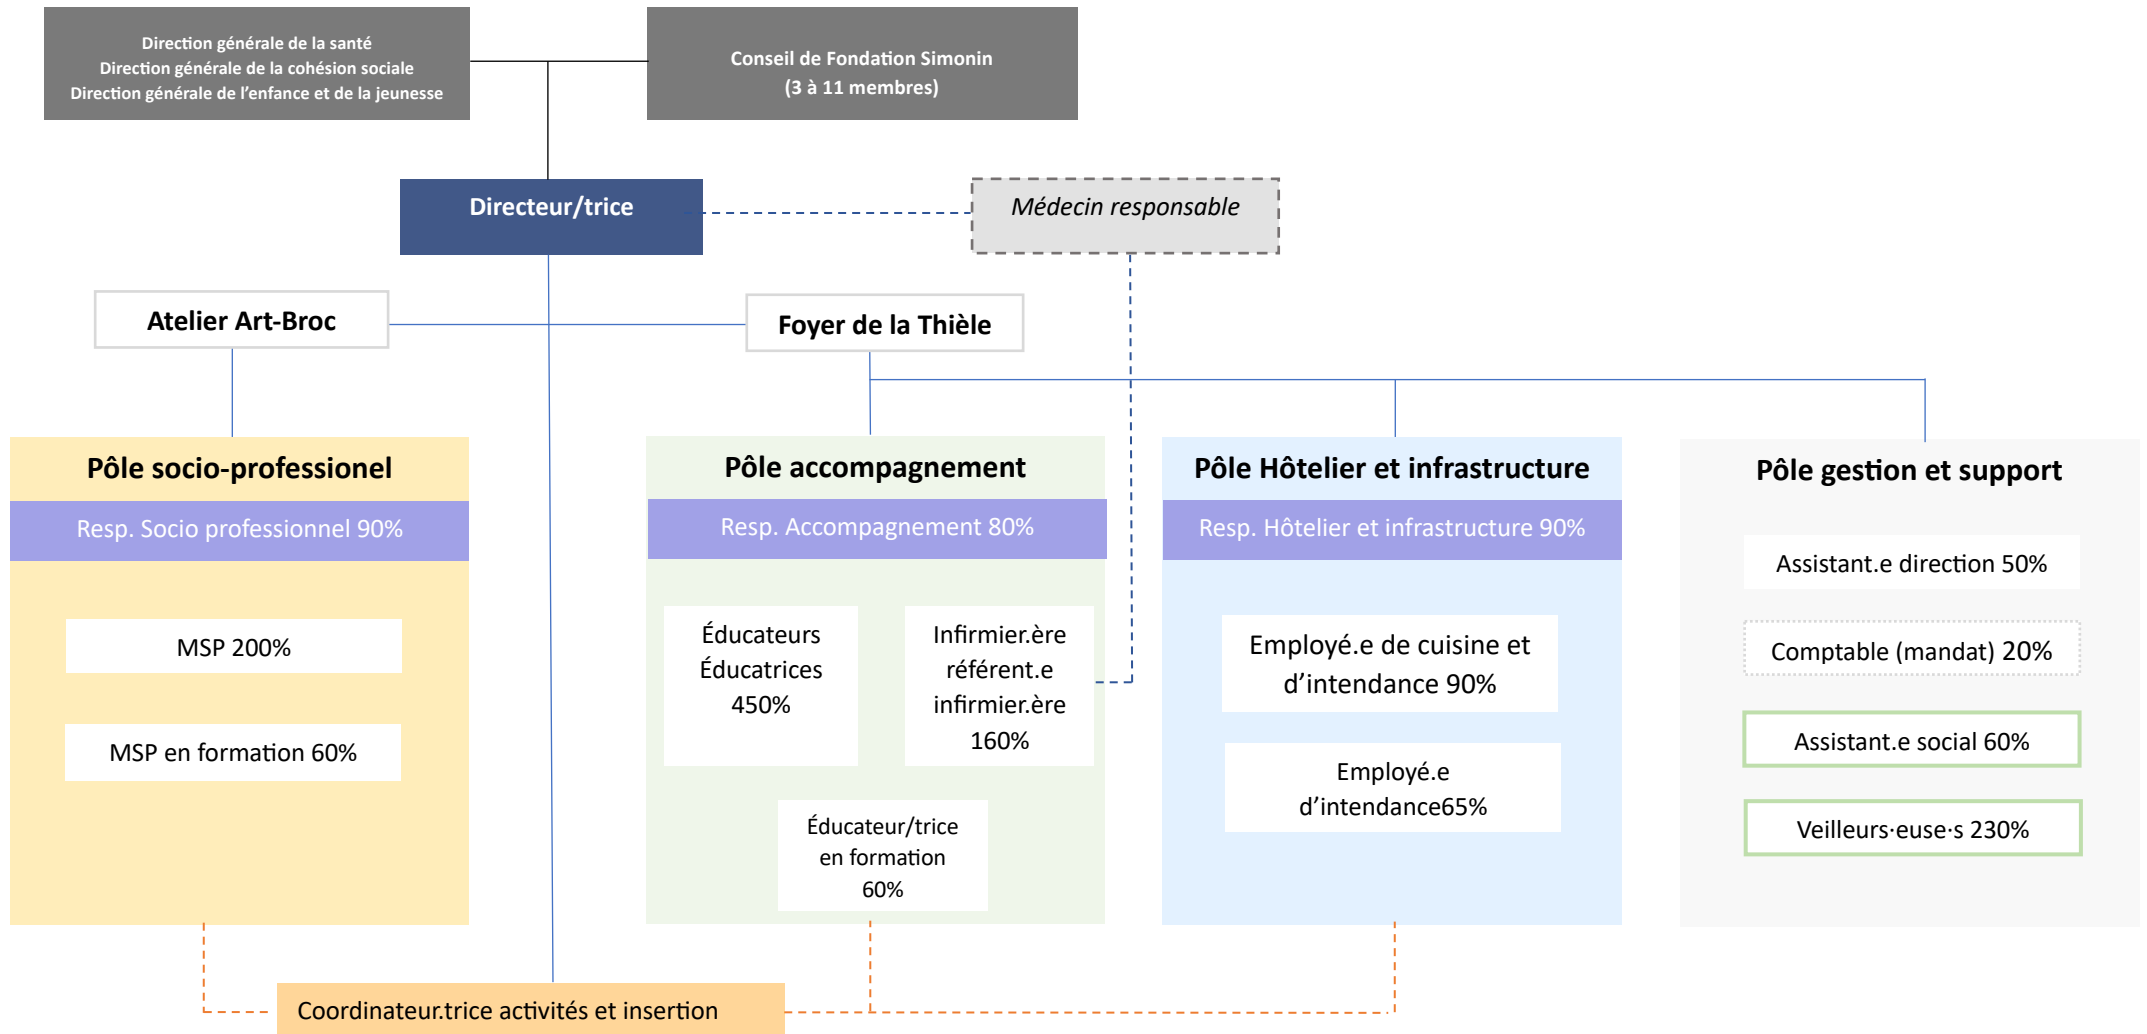 Direction générale de la santé
Direction générale de la cohésion sociale
Direction générale de l'enfance et de la jeunesse
Conseil de Fondation Simonin
(3 à 11 membres)
Directeur/trice
Médecin responsable
Atelier Art-Broc
Foyer de la Thièle
Pôle socio-professionel
Resp. Socio professionnel 90%
MSP 200%
MSP en formation 60%
Pôle accompagnement
Resp. Accompagnement 80%
Éducateurs
Éducatrices
450%
Infirmier.ère
référent.e
infirmier.ère
160%
Éducateur/trice
en formation
60%
Pôle Hôtelier et infrastructure
Resp. Hôtelier et infrastructure 90%
Employé.e de cuisine et
d'intendance 90%
Employé.e
d'intendance65%
Pôle gestion et support
Assistant.e direction 50%
Comptable (mandat) 20%
Assistant.e social 60%
Veilleurs·euse·s 230%
Coordinateur.trice activités et insertion